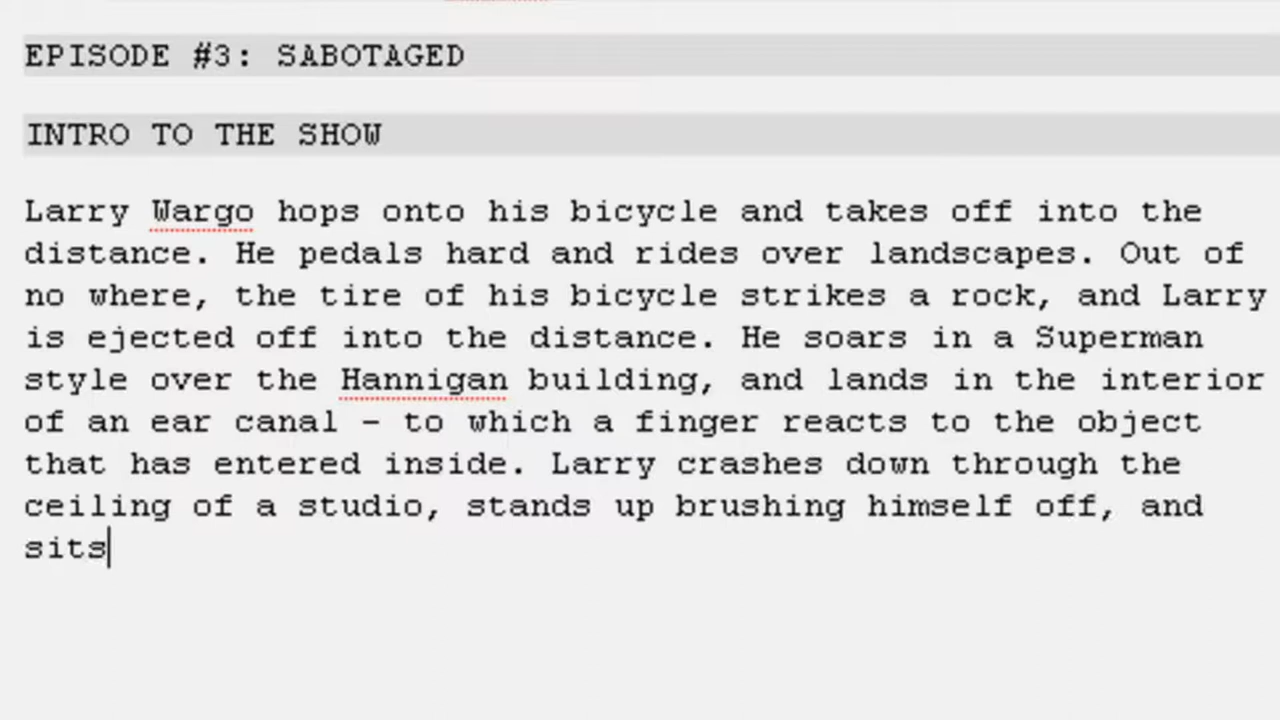 EPISODE #3: SABOTAGED
INTRO TO THE SHOW
Larry Wargo hops onto his bicycle and takes off into the
distance. He pedals hard and rides over landscapes. Out of
no where, the tire of his bicycle strikes a rock, and Larry
is ejected off into the distance. He soars in a Superman
style over the Hannigan building, and lands in the interior
of an ear canal – to which a finger reacts to the object
that has entered inside. Larry crashes down through the
ceiling of a studio, stands up brushing himself off, and
sits